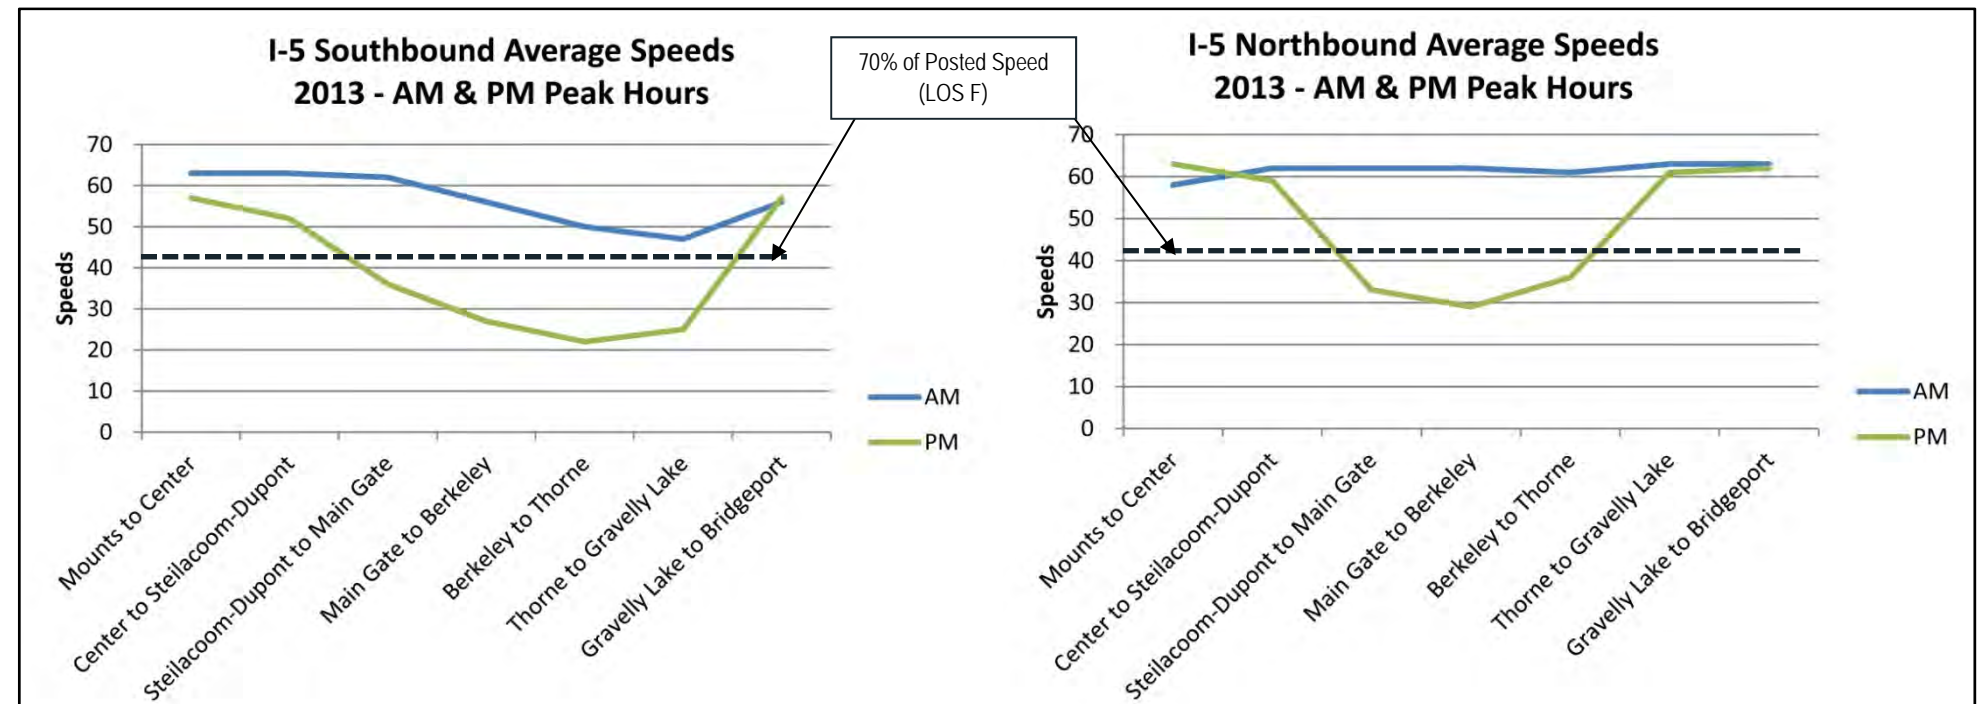 I-5 Southbound Average Speeds
2013 - AM & PM Peak Hours
70
60
50
40
30
20
10
0
Speeds
Mounts to Center
Center to Steilacoom-Dupont
Steilacoom-Dupont to Main Gate
Main Gate to Berkeley
Berkeley to Thorne
Thorne to Gravelly Lake
Gravelly Lake to Bridgeport
AM
PM
70% of Posted Speed
(LOS F)
I-5 Northbound Average Speeds
2013 - AM & PM Peak Hours
70
60
50
40
30
20
10
0
Speeds
Mounts to Center
Center to Steilacoom-Dupont
Steilacoom-Dupont to Main Gate
Main Gate to Berkeley
Berkeley to Thorne
Thorne to Gravelly Lake
Gravelly Lake to Bridgeport
AM
PM